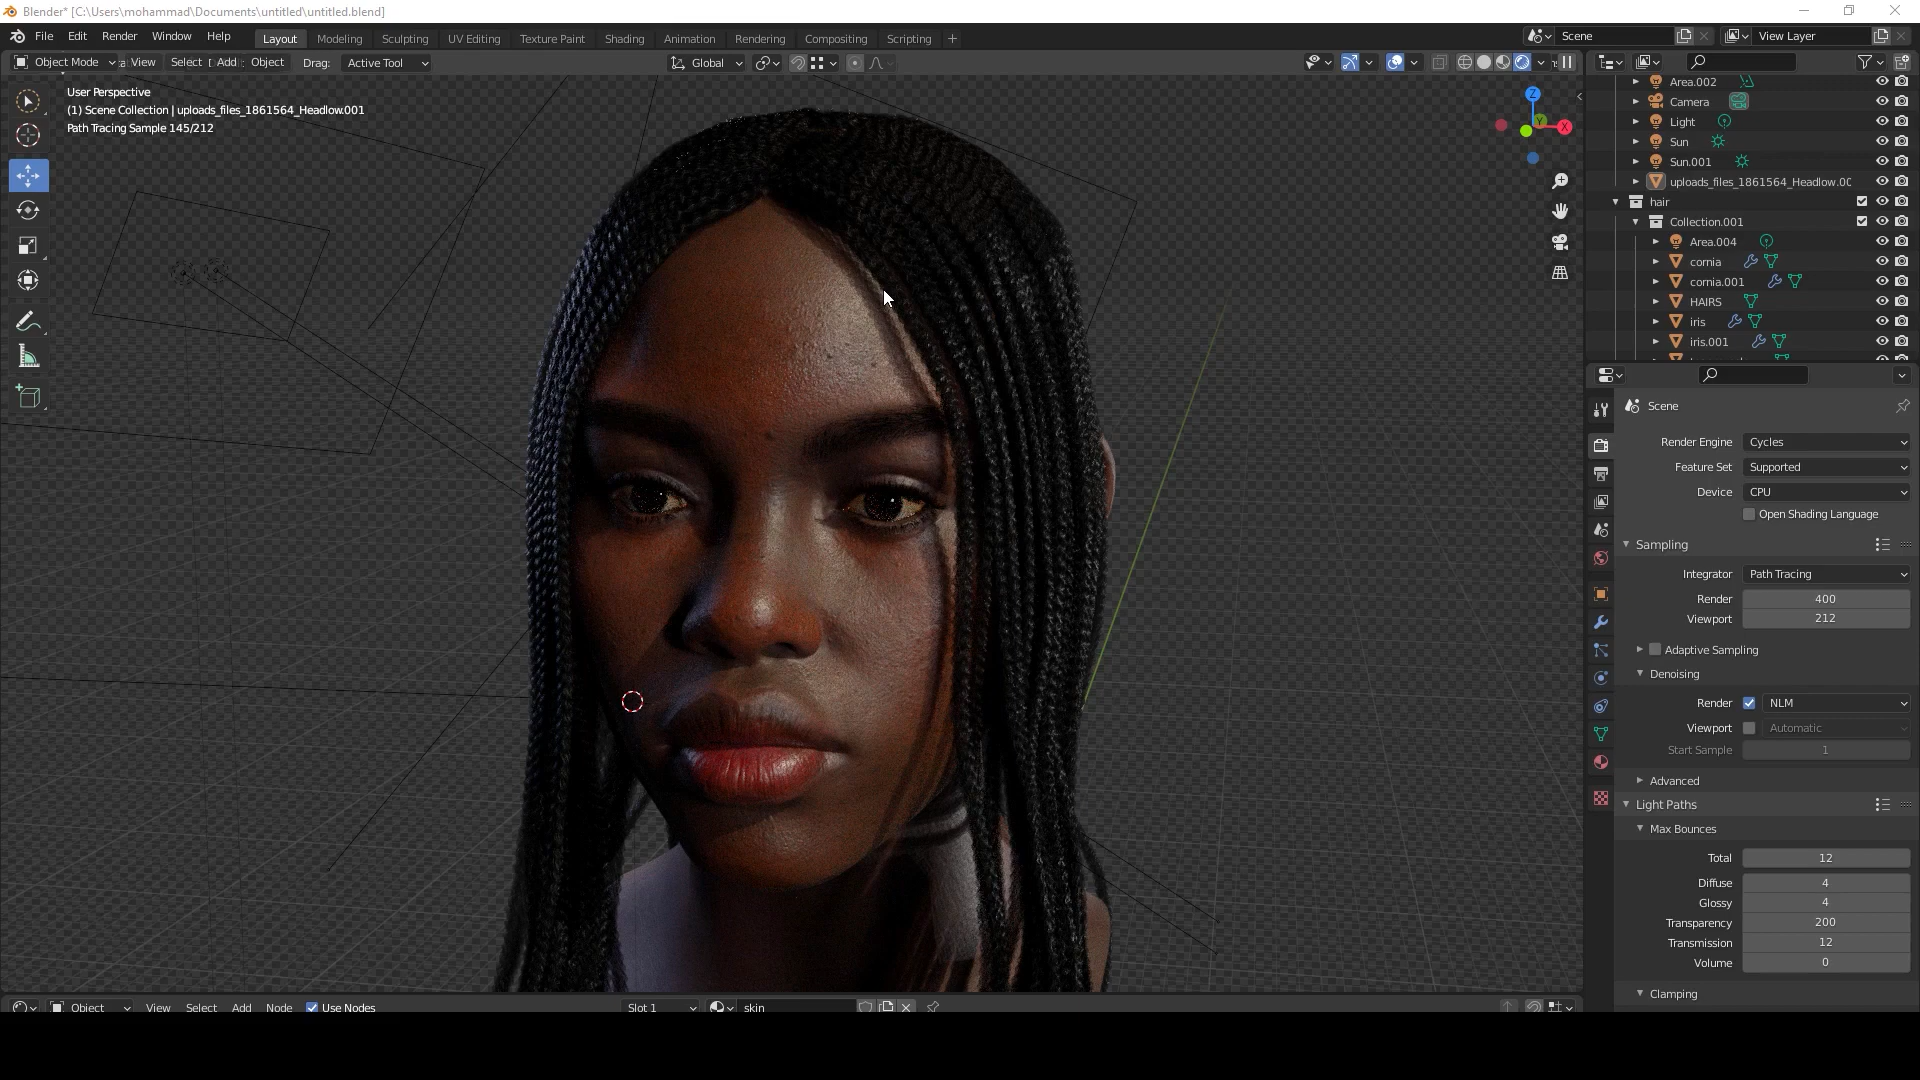 Blender* [C:\Users\mohammad\Documents\untitled\untitled.blend]
File Edit Render Window Help Layout Modeling Sculpting UV Editing Texture Paint Shading Animation Rendering Compositing Scripting + Scene View Layer
Object Mode View Select Add Object Drag: Active Tool Global
User Perspective
(1) Scene Collection | uploads_files_1861564_Headlow.001
Path Tracing Sample 145/212
Z
Y
X
Area.002
Camera
Light
Sun
Sun.001
uploads_files_1861564_Headlow.00
hair
Collection.001
Area.004
cornia
cornia.001
HAIRS
iris
iris.001
Scene
Render Engine Cycles
Feature Set Supported
Device CPU
Open Shading Language
Sampling
Integrator Path Tracing
Render 400
Viewport 212
Adaptive Sampling
Denoising
Render NLM
Viewport Automatic
Start Sample 1
Advanced
Light Paths
Max Bounces
Total 12
Diffuse 4
Glossy 4
Transparency 200
Transmission 12
Volume 0
Clamping
Object View Select Add Node Use Nodes Slot 1 skin